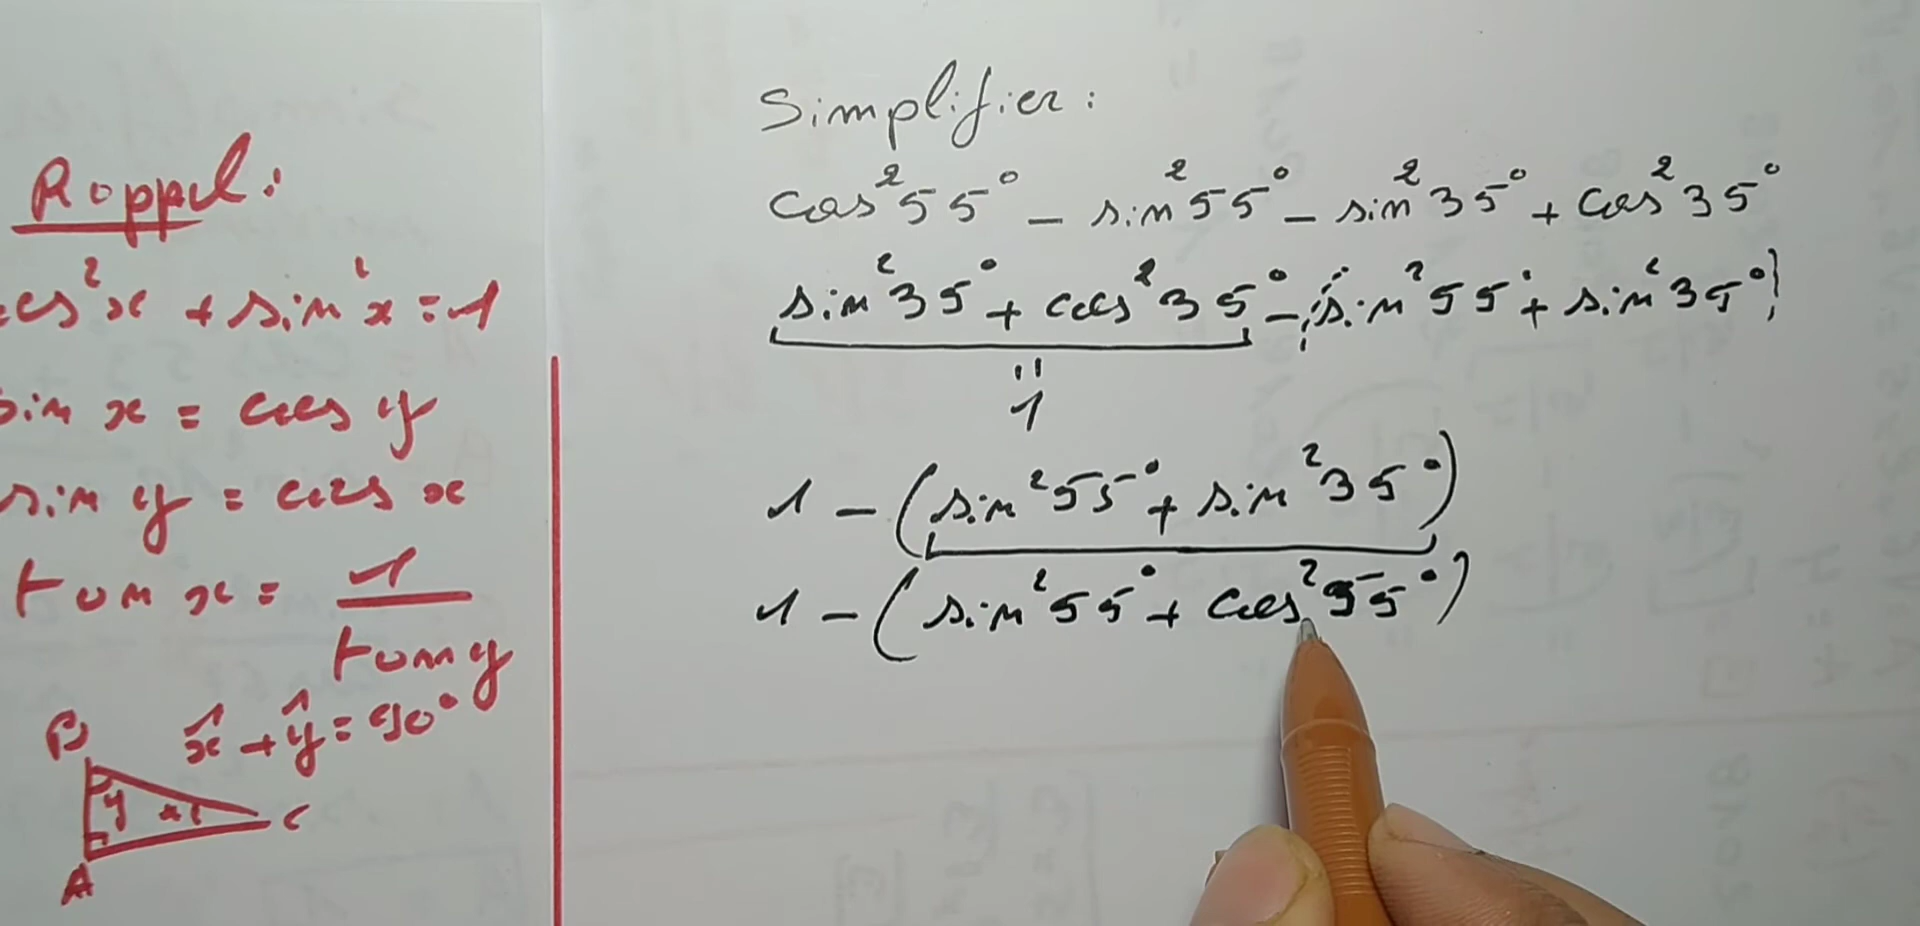 Rappel:
cos²x + sin²x = 1
sin x = cos y
sin y = cos x
tan x = 1
tan y
x̂ + ŷ = 90°
B
y x C
A
Simplifier:
cos²55° - sin²55° - sin²35° + cos²35°
sin²35° + cos²35° - (sin²55° + sin²35°)
"
1
1 - (sin²55° + sin²35°)
1 - (sin²55° + cos²55°)